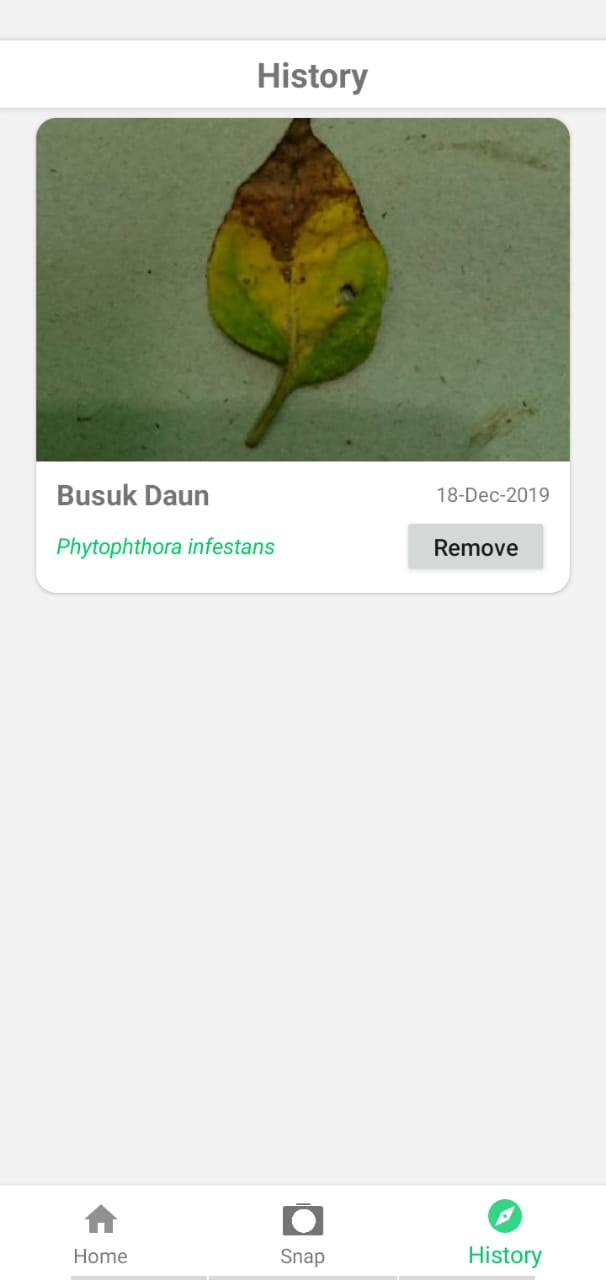 History
Busuk Daun
18-Dec-2019
Phytophthora infestans
Remove
Home
Snap
History